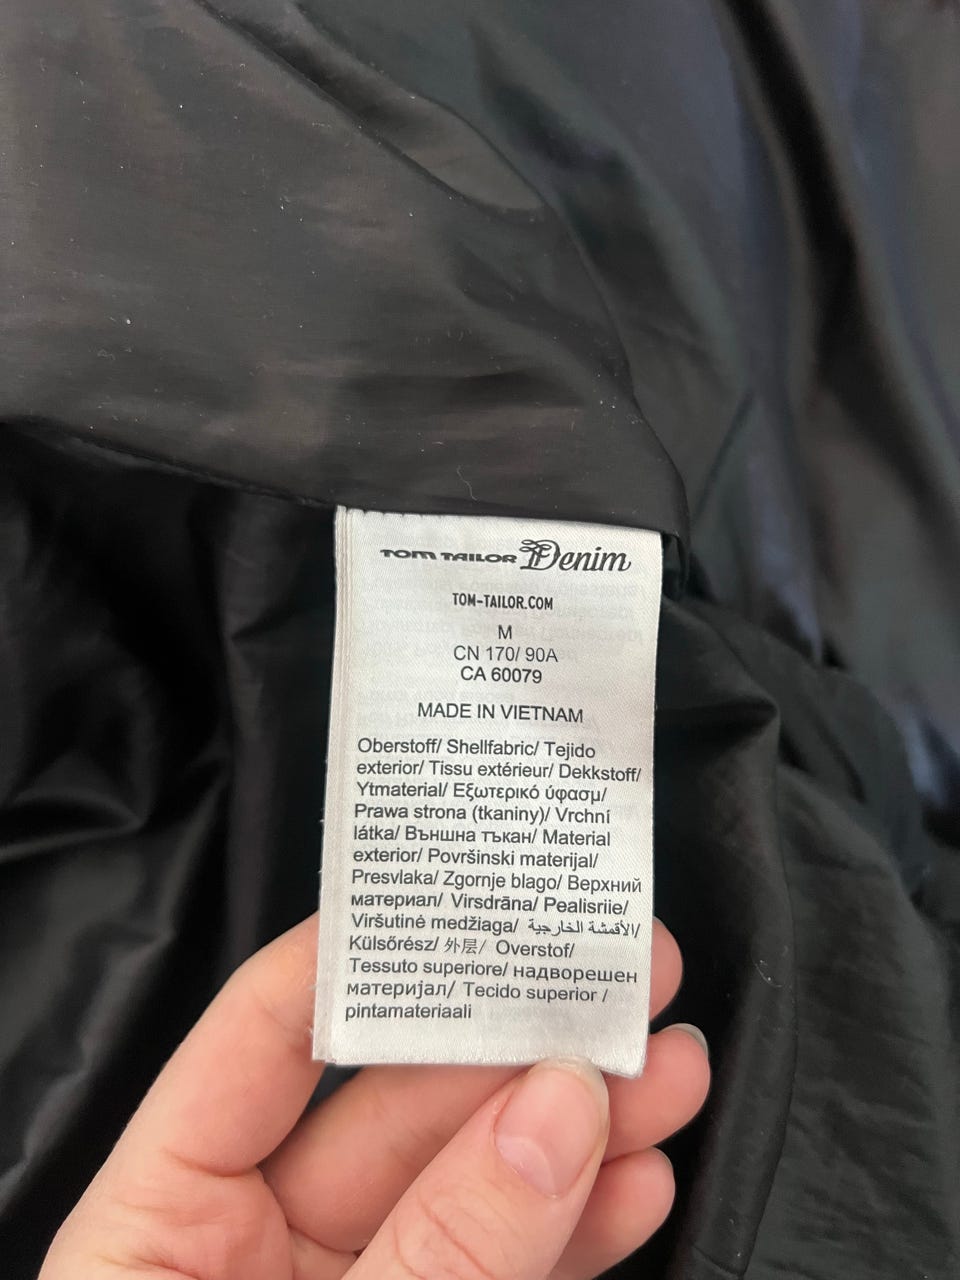 TOM TAILOR Denim
TOM-TAILOR.COM
M
CN 170/ 90A
CA 60079
MADE IN VIETNAM
Oberstoff/ Shellfabric/ Tejido
exterior/ Tissu extérieur/ Dekkstoff/
Ytmaterial/ Εξωτερικό ύφασμ/
Prawa strona (tkaniny)/ Vrchní
látka/ Външна тъкан/ Material
exterior/ Površinski materijal/
Presvlaka/ Zgornje blago/ Верхний
материал/ Virsdrāna/ Pealisriie/
Viršutinė medžiaga/ الأقمشة الخارجية/
Külsőrész/ 外层/ Overstof/
Tessuto superiore/ надворешен
материјал/ Tecido superior /
pintamateriaali